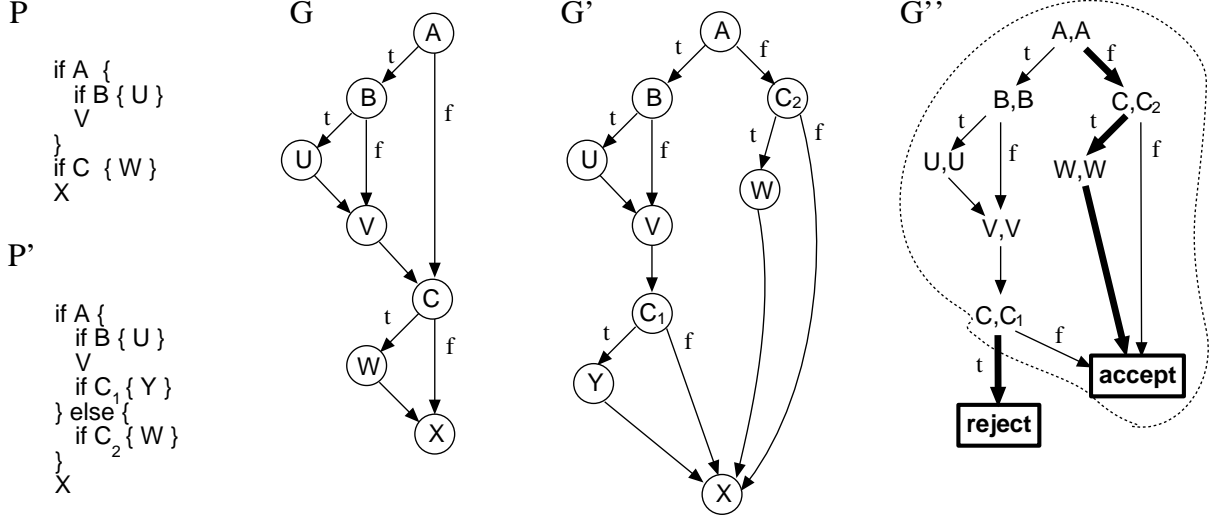 P
if A {
if B { U }
V
}
if C { W }
X
P’
if A {
if B { U }
V
if C1 { Y }
} else {
if C2 { W }
}
X
G
A
t
B
f
t
U
f
V
C
t
f
W
X
G’
A
t
f
B
C2
t
f
t
f
U
W
V
C1
t
f
Y
X
G’’
A,A
t
f
B,B
C,C2
t
f
t
f
U,U
W,W
V,V
C,C1
f
t
accept
reject